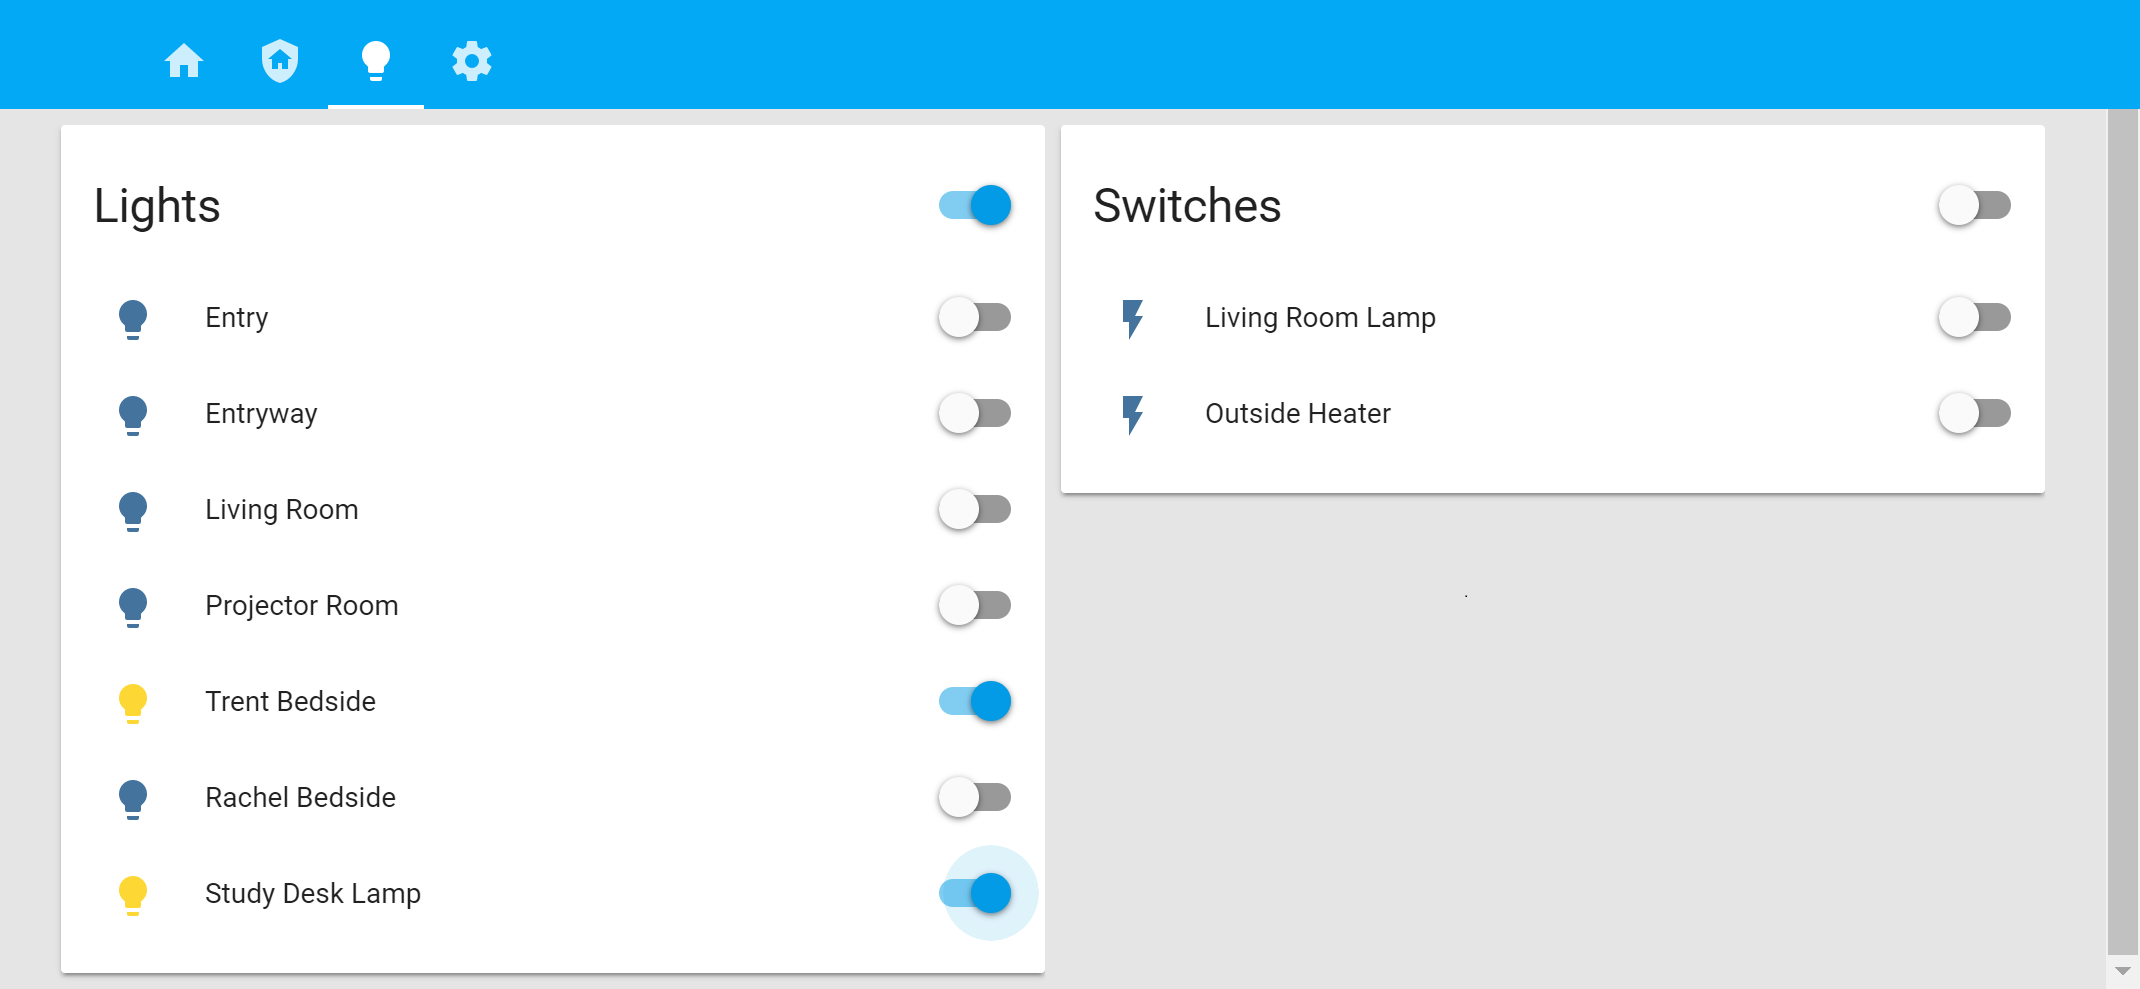 Lights
Entry
Entryway
Living Room
Projector Room
Trent Bedside
Rachel Bedside
Study Desk Lamp
Switches
Living Room Lamp
Outside Heater